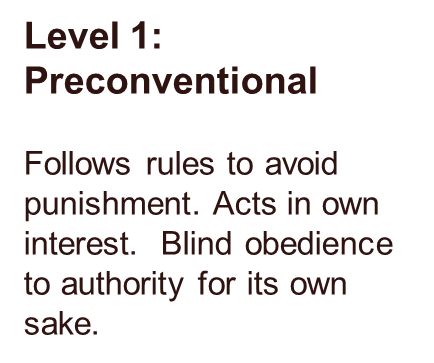 Level 1:
Preconventional
Follows rules to avoid
punishment. Acts in own
interest.  Blind obedience
to authority for its own
sake.